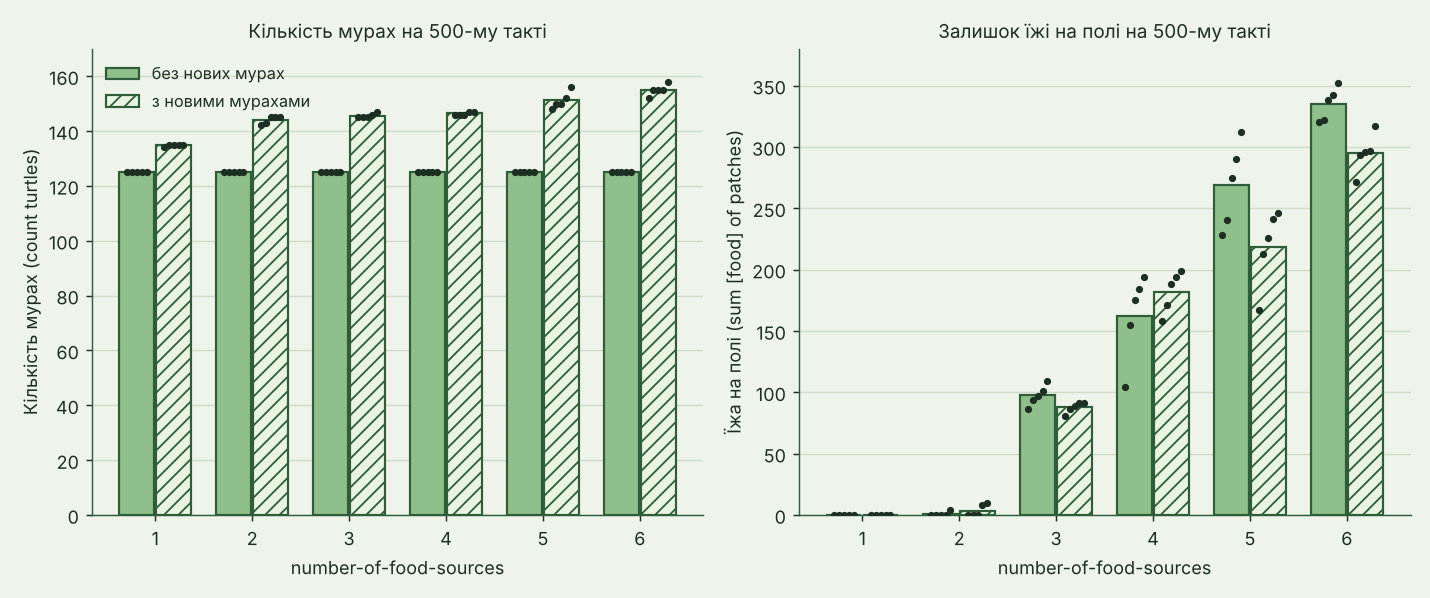 Кількість мурах на 500-му такті
Кількість мурах (count turtles)
160
140
120
100
80
60
40
20
0
без нових мурах
з новими мурахами
1 2 3 4 5 6
number-of-food-sources
Залишок їжі на полі на 500-му такті
Їжа на полі (sum [food] of patches)
350
300
250
200
150
100
50
0
1 2 3 4 5 6
number-of-food-sources